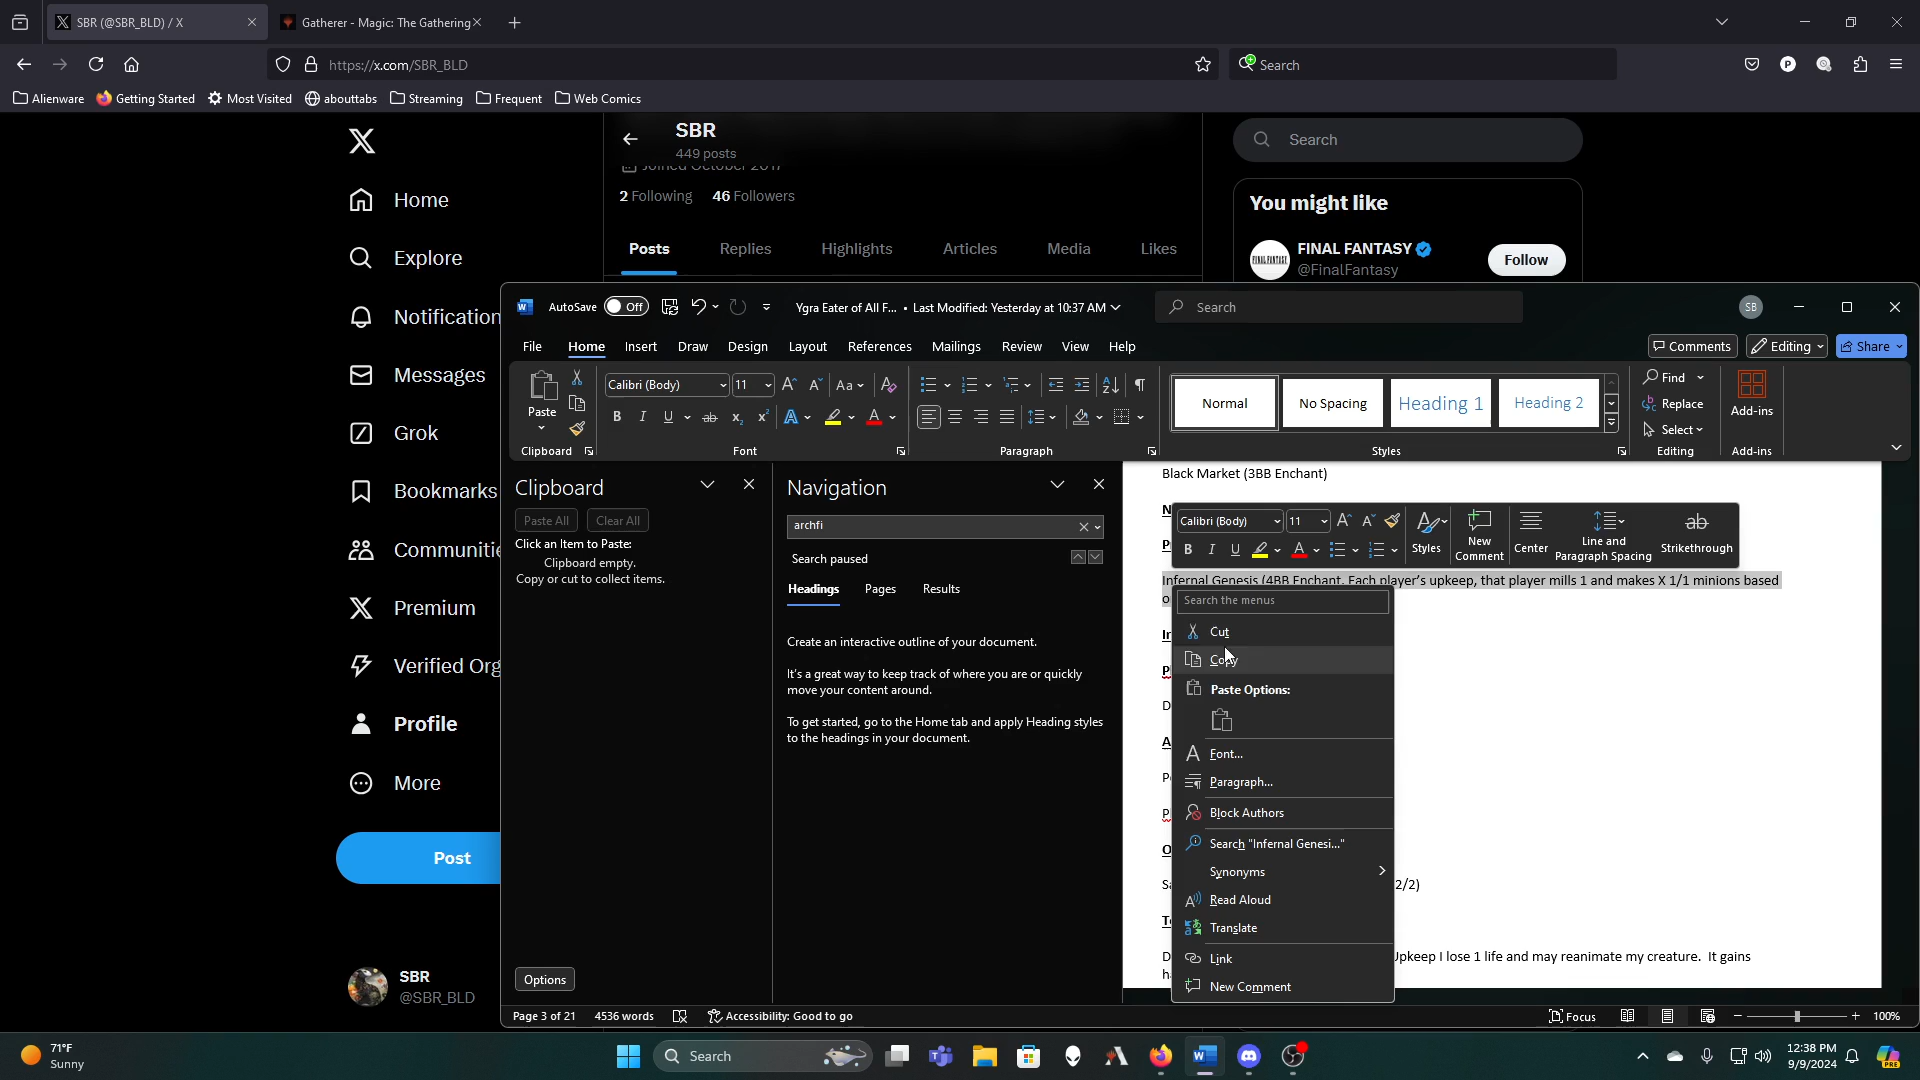 SBR (@SBR_BLD) / X
Gatherer - Magic: The Gathering
https://x.com/SBR_BLD
Search
Alienware
Getting Started
Most Visited
abouttabs
Streaming
Frequent
Web Comics
SBR
449 posts
Joined October 2017
2 Following 46 Followers
Posts Replies Highlights Articles Media Likes
Search
You might like
FINAL FANTASY
@FinalFantasy
Follow
Home
Explore
Notification
Messages
Grok
Bookmarks
Communitie
Premium
Verified Org
Profile
More
Post
SBR
@SBR_BLD
AutoSave Off
Ygra Eater of All F... • Last Modified: Yesterday at 10:37 AM
Search
SB
File Home Insert Draw Design Layout References Mailings Review View Help
Comments
Editing
Share
Paste
Calibri (Body) 11
Clipboard
Font
Paragraph
Normal
No Spacing
Heading 1
Heading 2
Styles
Find
Replace
Select
Editing
Add-ins
Add-ins
Clipboard
Paste All Clear All
Click an Item to Paste:
Clipboard empty.
Copy or cut to collect items.
Options
Navigation
archfi
Search paused
Headings Pages Results
Create an interactive outline of your document.
It's a great way to keep track of where you are or quickly
move your content around.
To get started, go to the Home tab and apply Heading styles
to the headings in your document.
Black Market (3BB Enchant)
Calibri (Body) 11
Styles
New
Comment
Center
Line and
Paragraph Spacing
Strikethrough
Infernal Genesis (4BB Enchant. Each player's upkeep, that player mills 1 and makes X 1/1 minions based
Search the menus
Cut
Copy
Paste Options:
Font...
Paragraph...
Block Authors
Search "Infernal Genesi..."
Synonyms
Read Aloud
Translate
Link
New Comment
2/2)
Upkeep I lose 1 life and may reanimate my creature. It gains
Page 3 of 21 4536 words
Accessibility: Good to go
Focus
100%
71°F
Sunny
Search
12:38 PM
9/9/2024